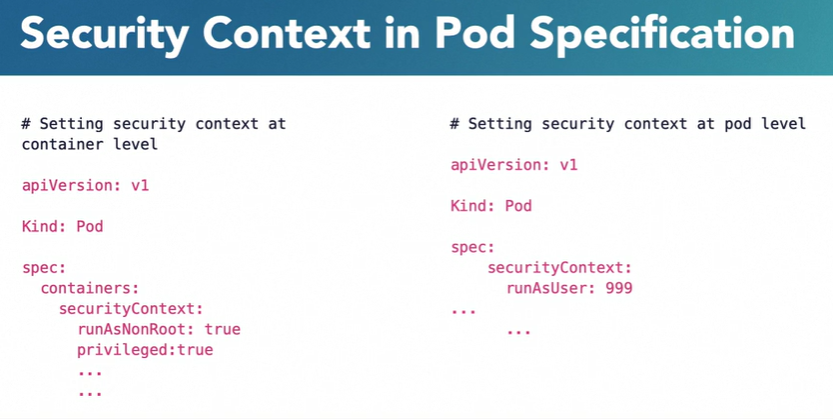 Security Context in Pod Specification
# Setting security context at
container level
apiVersion: v1
Kind: Pod
spec:
  containers:
    securityContext:
      runAsNonRoot: true
      privileged:true
      ...
      ...
# Setting security context at pod level
apiVersion: v1
Kind: Pod
spec:
    securityContext:
      runAsUser: 999
...
      ...